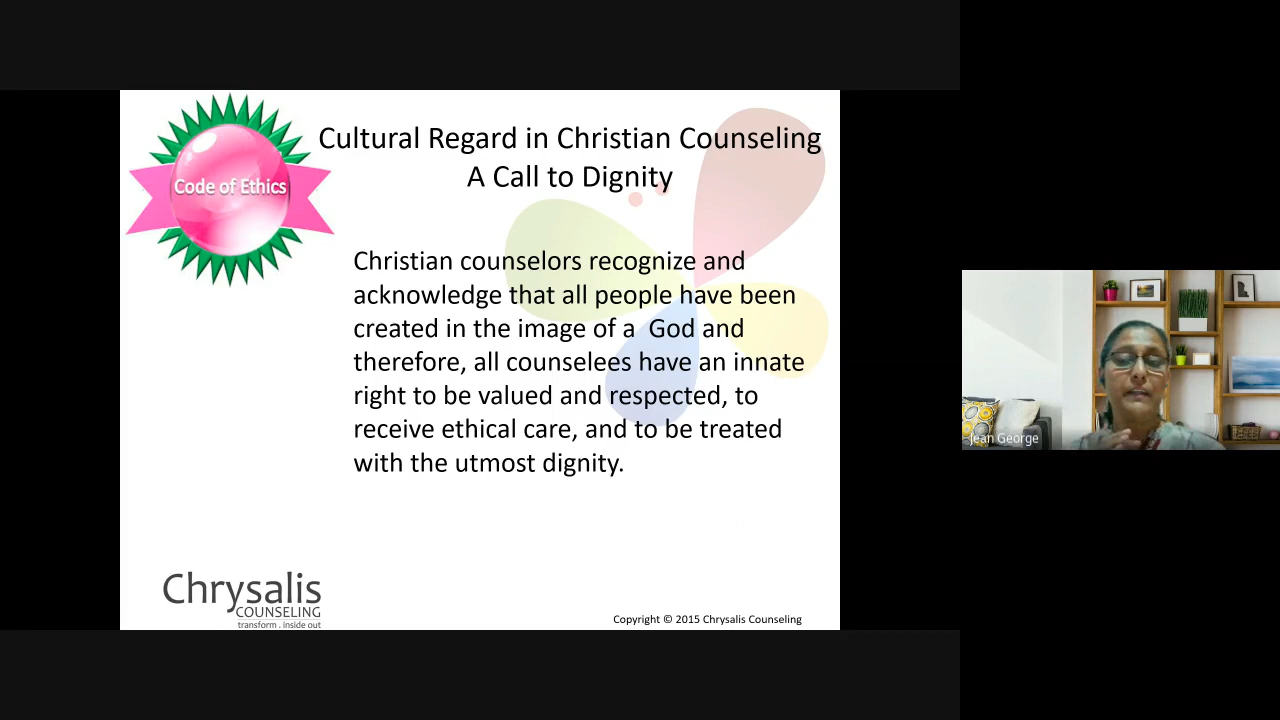 Code of Ethics
Cultural Regard in Christian Counseling
A Call to Dignity
Christian counselors recognize and
acknowledge that all people have been
created in the image of a  God and
therefore, all counselees have an innate
right to be valued and respected, to
receive ethical care, and to be treated
with the utmost dignity.
Chrysalis
COUNSELING
transform . inside out
Copyright © 2015 Chrysalis Counseling
Jean George